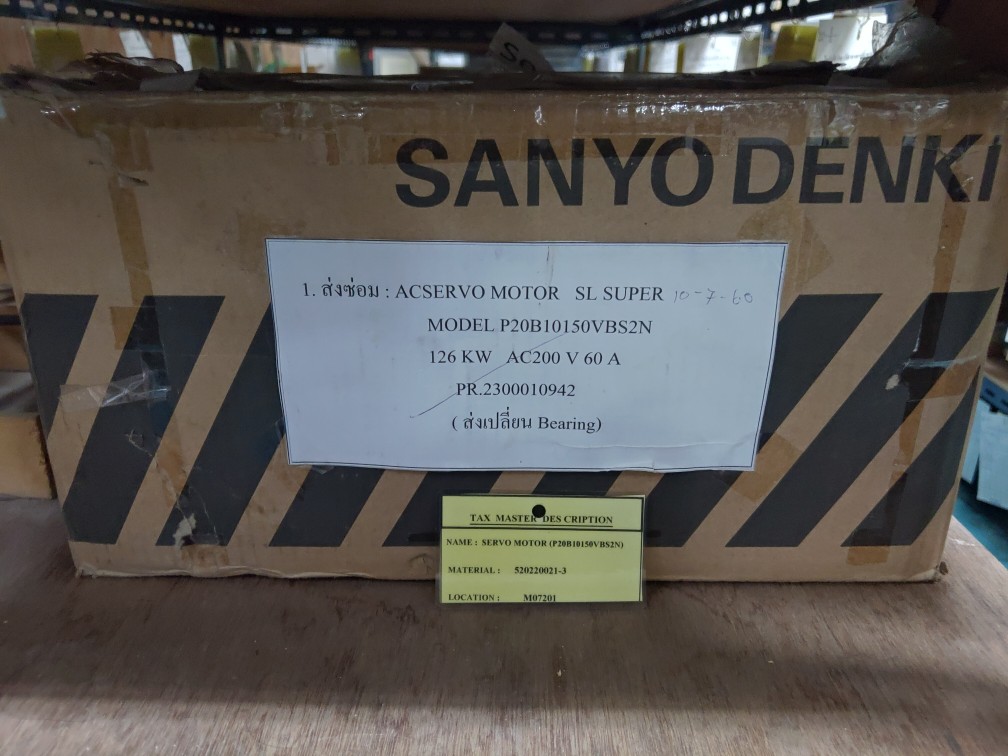 SANYO DENKI
1. ส่งซ่อม : ACSERVO MOTOR SL SUPER 10-7-60
MODEL P20B10150VBS2N
126 KW AC200 V 60 A
PR.2300010942
( ส่งเปลี่ยน Bearing)
TAX MASTER DES CRIPTION
NAME : SERVO MOTOR (P20B10150VBS2N)
MATERIAL : 520220021-3
LOCATION : M07201